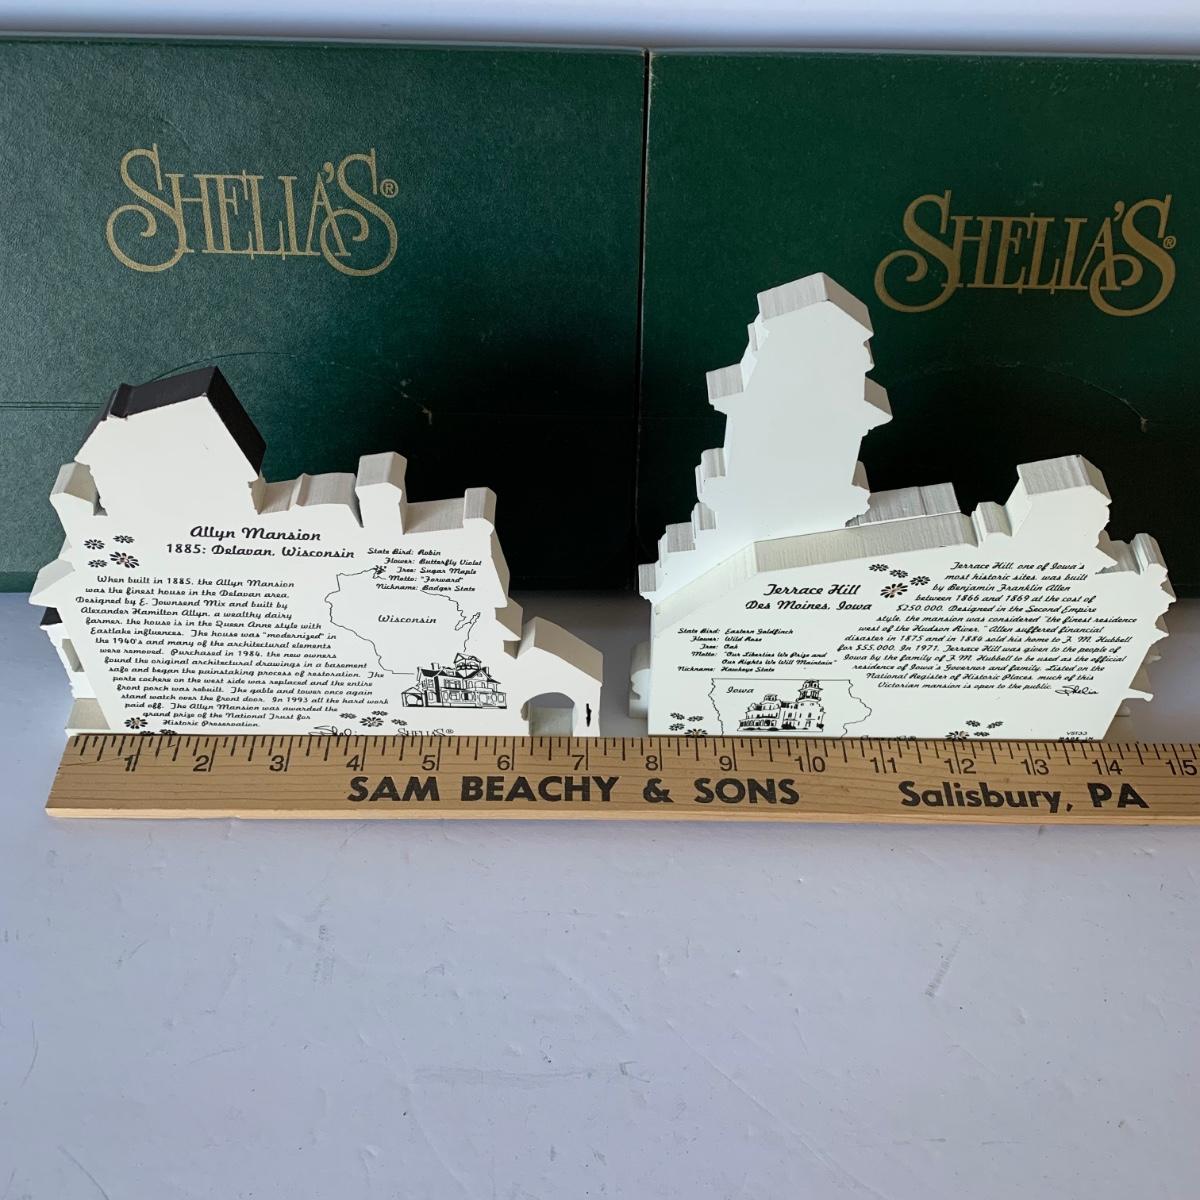 SHELIA'S®
SHELIA'S®
Allyn Mansion
1885: Delavan, Wisconsin
State Bird: Robin
Flower: Butterfly Violet
Tree: Sugar Maple
Motto: "Forward"
Nickname: Badger State
Wisconsin
When built in 1885, the Allyn Mansion
was the finest house in the Delavan area.
Designed by E. Townsend Mix and built by
Alexander Hamilton Allyn, a wealthy dairy
farmer, the house is in the Queen Anne style with
Eastlake influences. The house was "modernized" in
the 1940's and many of the architectural elements
were removed. Purchased in 1984, the new owners
found the original architectural drawings in a basement
safe and began the painstaking process of restoration. The
porte cochere on the west side was replaced and the entire
front porch was rebuilt. The gable and tower once again
stand watch over the front door. In 1993 all the hard work
paid off. The Allyn Mansion was awarded the
grand prize of the National Trust for
Historic Preservation.
Shelia
SHELIA'S®
Terrace Hill
Des Moines, Iowa
State Bird: Eastern Goldfinch
Flower: Wild Rose
Tree: Oak
Motto: "Our Liberties We Prize and
Our Rights We Will Maintain"
Nickname: Hawkeye State
Iowa
Terrace Hill, one of Iowa's
most historic sites, was built
by Benjamin Franklin Allen
between 1866 and 1869 at the cost of
$250,000. Designed in the Second Empire
style, the mansion was considered "the finest residence
west of the Hudson River." Allen suffered financial
disaster in 1875 and in 1886 sold his home to F. M. Hubbell
for $55,000. In 1971, Terrace Hill was given to the people of
Iowa by the family of F. M. Hubbell to be used as the official
residence of Iowa's Governor and family. Listed on the
National Register of Historic Places, much of this
Victorian mansion is open to the public.
Shelia
VST33
MADE IN
1 2 3 4 5 6 7 8 9 10 11 12 13 14 15
SAM BEACHY & SONS Salisbury, PA